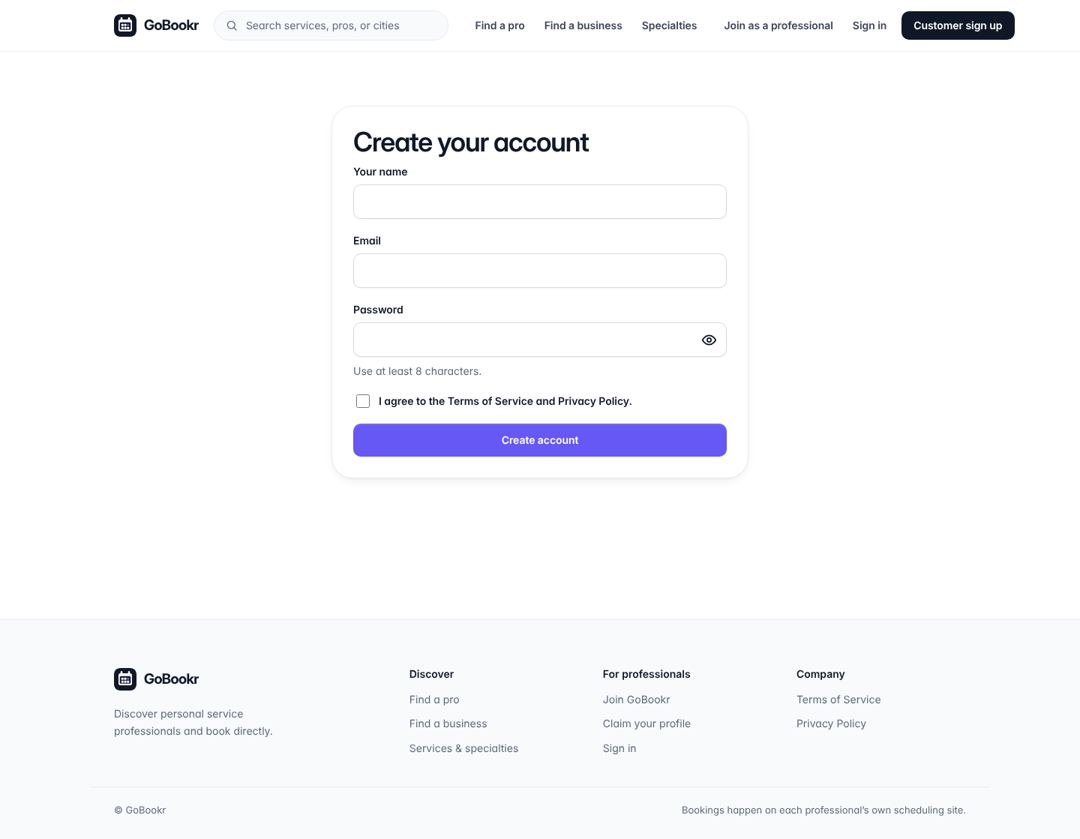 GoBookr
Search services, pros, or cities
Find a pro
Find a business
Specialties
Join as a professional
Sign in
Customer sign up
Create your account
Your name
Email
Password
Use at least 8 characters.
I agree to the Terms of Service and Privacy Policy.
Create account
GoBookr
Discover personal service
professionals and book directly.
Discover
Find a pro
Find a business
Services & specialties
For professionals
Join GoBookr
Claim your profile
Sign in
Company
Terms of Service
Privacy Policy
© GoBookr
Bookings happen on each professional's own scheduling site.